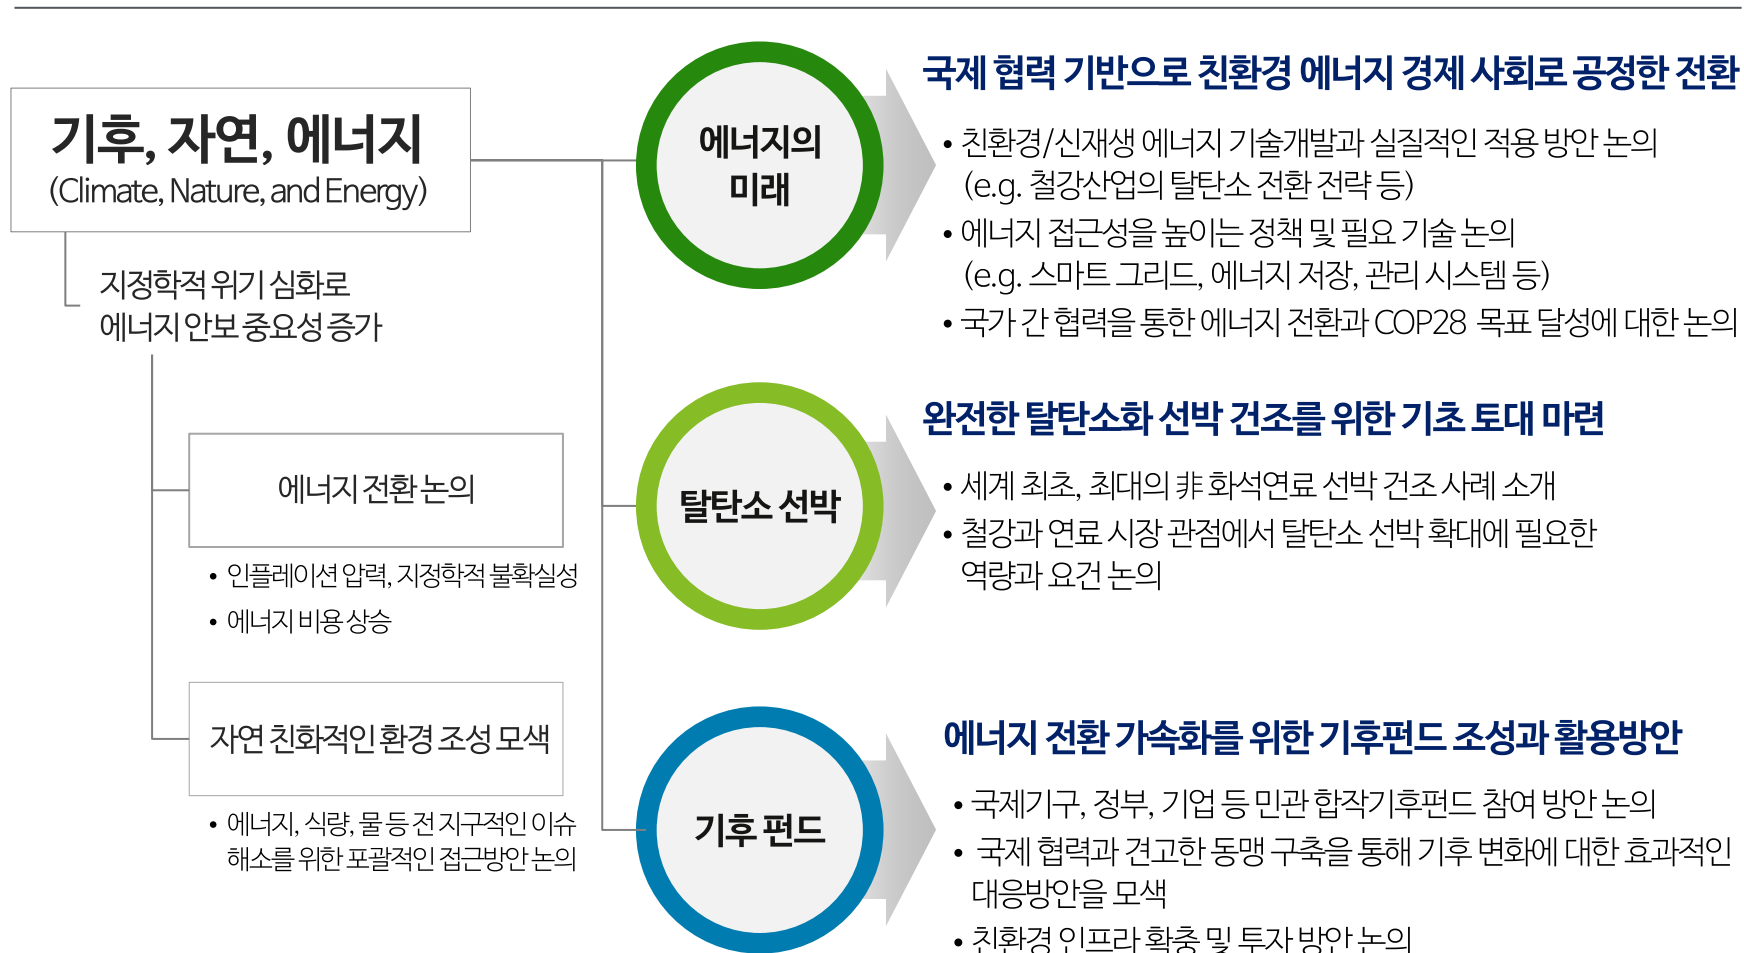 기후, 자연, 에너지
(Climate, Nature, and Energy)
지정학적 위기 심화로
에너지 안보 중요성 증가
에너지 전환 논의
• 인플레이션 압력, 지정학적 불확실성
• 에너지 비용 상승
자연 친화적인 환경 조성 모색
• 에너지, 식량, 물 등 전 지구적인 이슈
해소를 위한 포괄적인 접근방안 논의
에너지의
미래
국제 협력 기반으로 친환경 에너지 경제 사회로 공정한 전환
• 친환경/신재생 에너지 기술개발과 실질적인 적용 방안 논의
(e.g. 철강산업의 탈탄소 전환 전략 등)
• 에너지 접근성을 높이는 정책 및 필요 기술 논의
(e.g. 스마트 그리드, 에너지 저장, 관리 시스템 등)
• 국가 간 협력을 통한 에너지 전환과 COP28 목표 달성에 대한 논의
탈탄소 선박
완전한 탈탄소화 선박 건조를 위한 기초 토대 마련
• 세계 최초, 최대의 非 화석연료 선박 건조 사례 소개
• 철강과 연료 시장 관점에서 탈탄소 선박 확대에 필요한
역량과 요건 논의
기후 펀드
에너지 전환 가속화를 위한 기후펀드 조성과 활용방안
• 국제기구, 정부, 기업 등 민관 합작기후펀드 참여 방안 논의
• 국제 협력과 견고한 동맹 구축을 통해 기후 변화에 대한 효과적인
대응방안을 모색
• 친환경 인프라 확충 및 투자 방안 논의